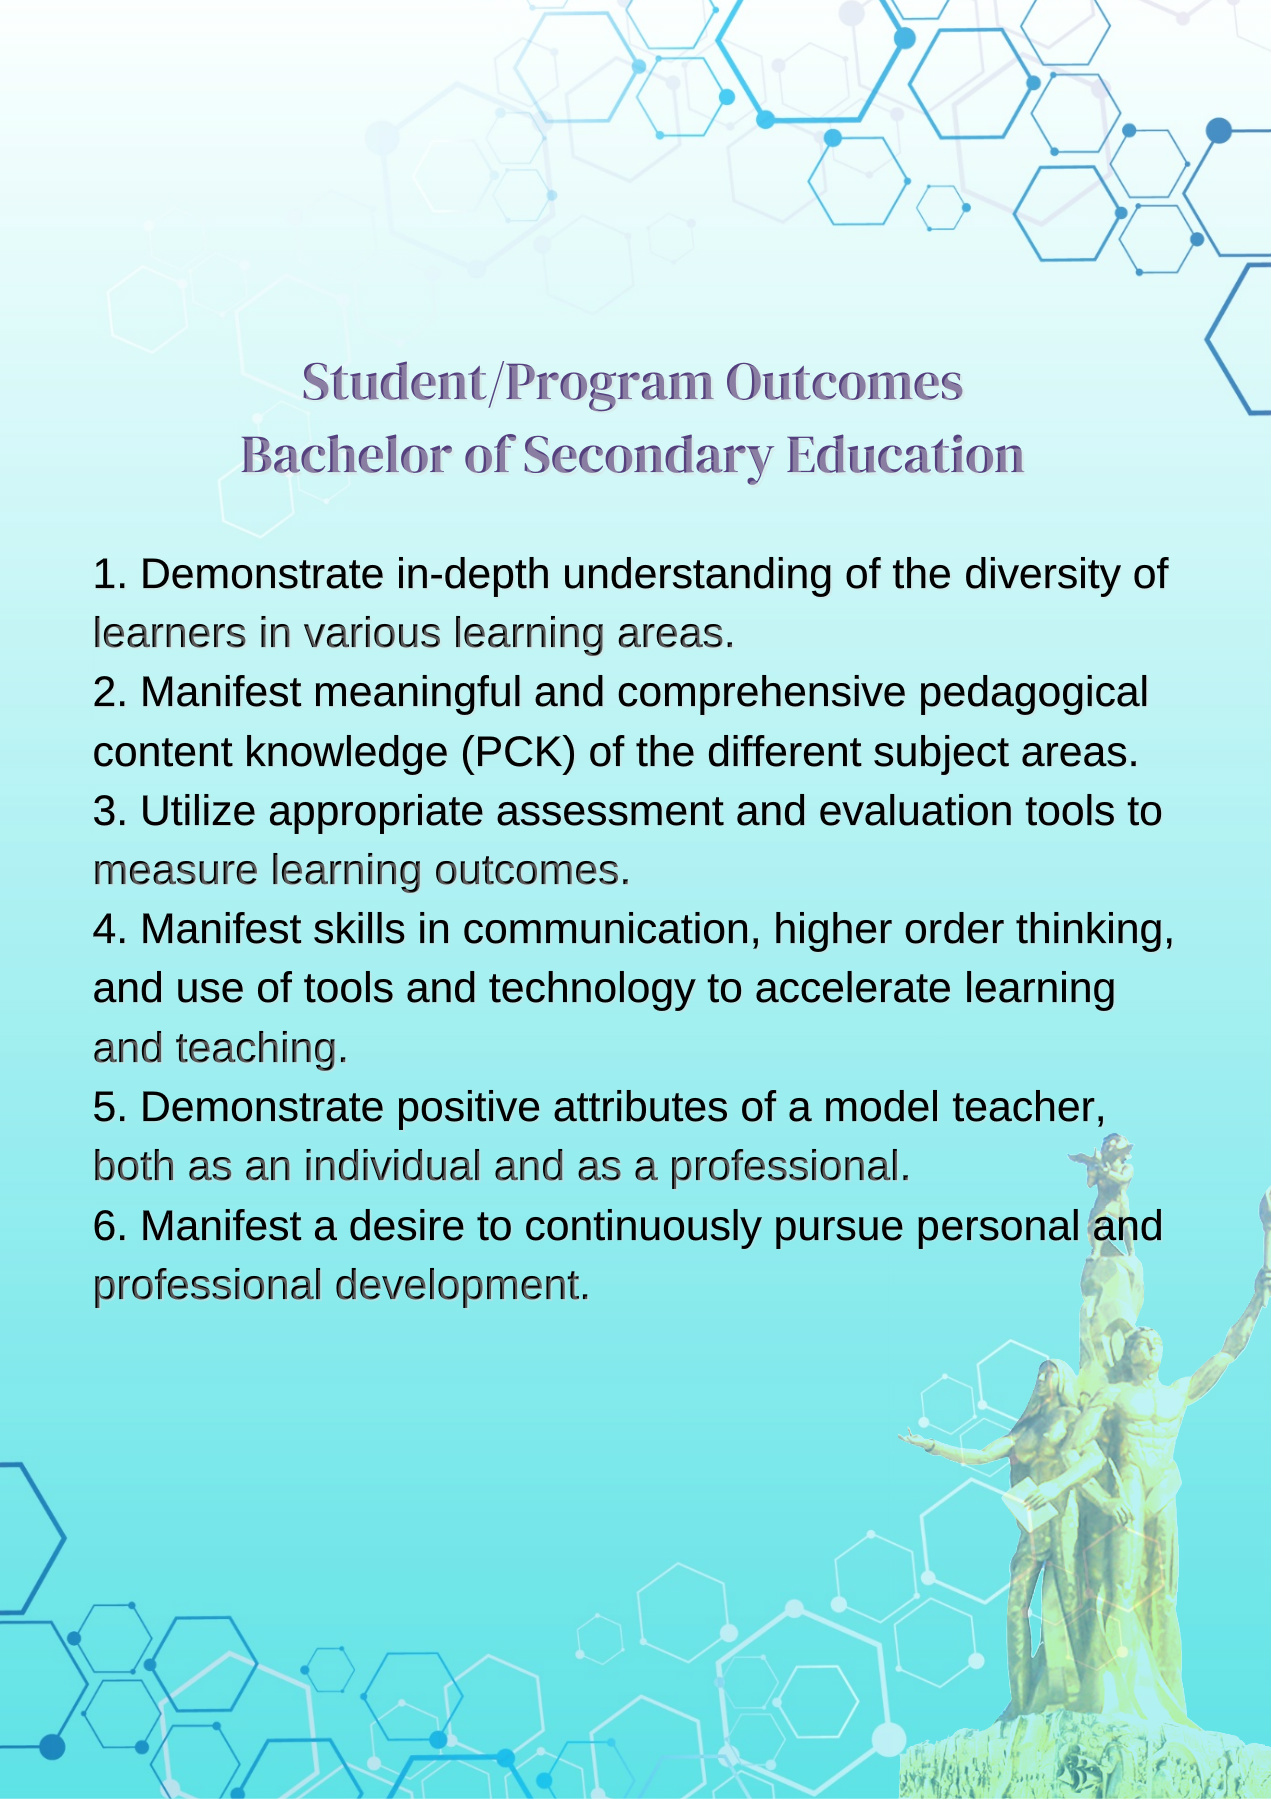 Student/Program Outcomes
Bachelor of Secondary Education
1. Demonstrate in-depth understanding of the diversity of
learners in various learning areas.
2. Manifest meaningful and comprehensive pedagogical
content knowledge (PCK) of the different subject areas.
3. Utilize appropriate assessment and evaluation tools to
measure learning outcomes.
4. Manifest skills in communication, higher order thinking,
and use of tools and technology to accelerate learning
and teaching.
5. Demonstrate positive attributes of a model teacher,
both as an individual and as a professional.
6. Manifest a desire to continuously pursue personal and
professional development.